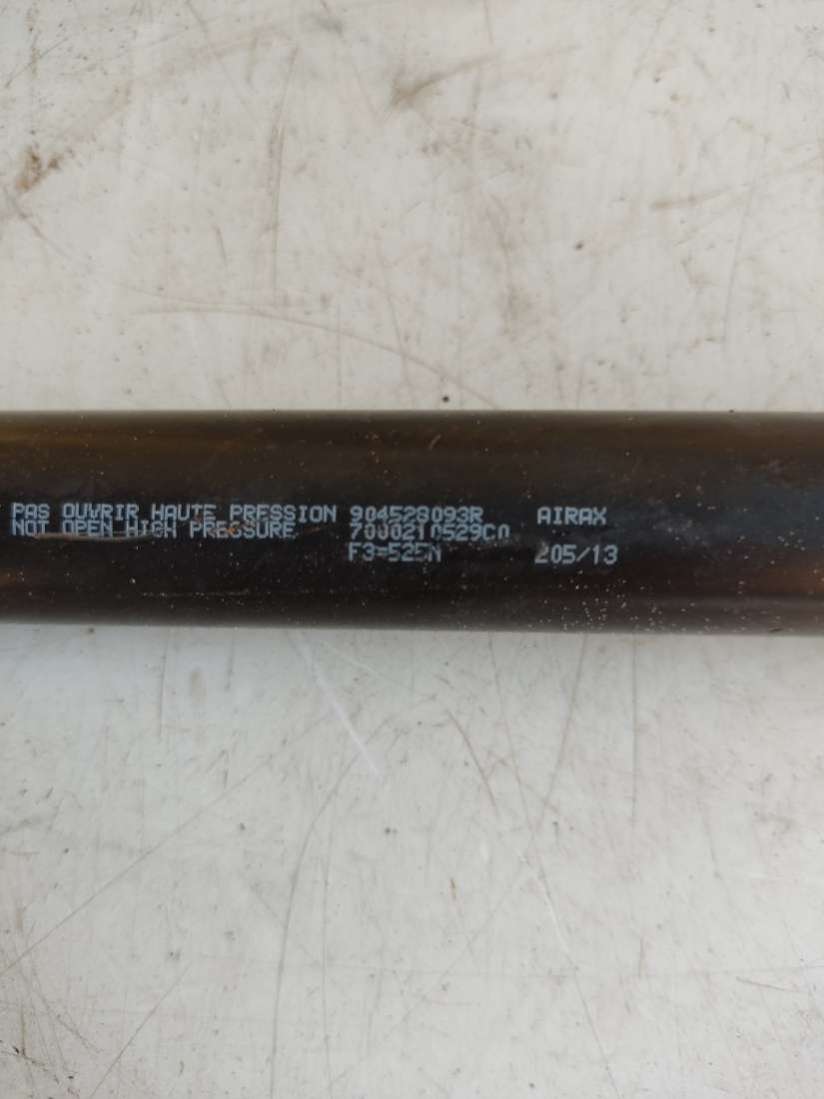 PAS OUVRIR HAUTE PRESSION 904528093R AIRAX
NOT OPEN HIGH PRESSURE 7000210529C0
F3=525N 205/13